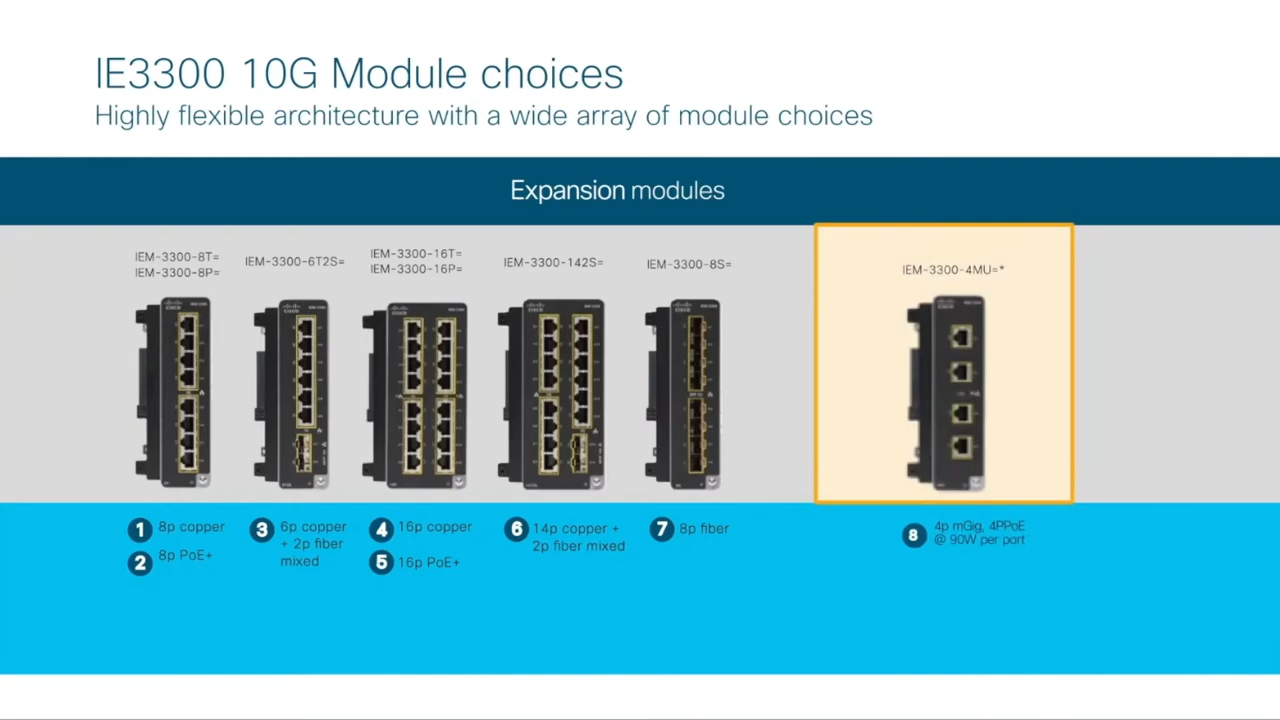 IE3300 10G Module choices
Highly flexible architecture with a wide array of module choices
Expansion modules
IEM-3300-8T=
IEM-3300-8P=
IEM-3300-6T2S=
IEM-3300-16T=
IEM-3300-16P=
IEM-3300-142S=
IEM-3300-8S=
IEM-3300-4MU=*
1 8p copper
2 8p PoE+
3 6p copper
+ 2p fiber
mixed
4 16p copper
5 16p PoE+
6 14p copper +
2p fiber mixed
7 8p fiber
8 4p mGig, 4PPoE
@ 90W per port